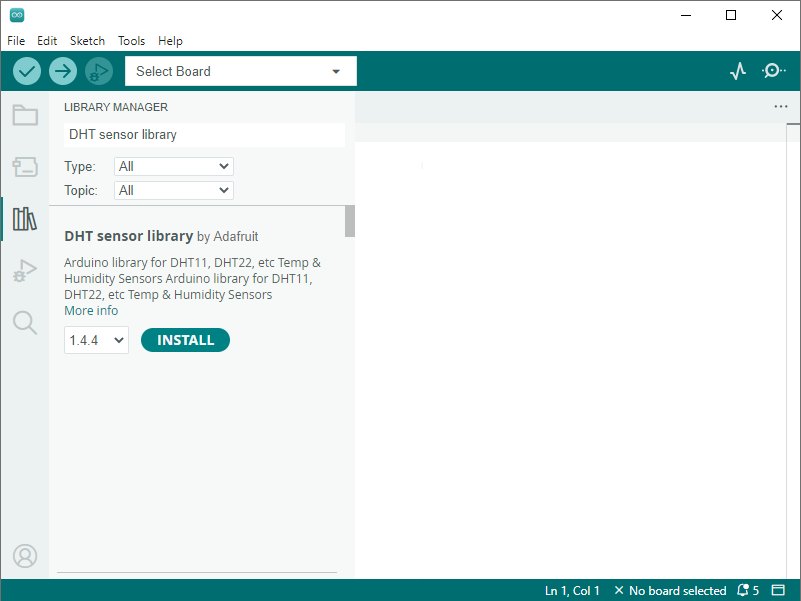 File Edit Sketch Tools Help
Select Board
LIBRARY MANAGER
DHT sensor library
Type: All
Topic: All
DHT sensor library by Adafruit
Arduino library for DHT11, DHT22, etc Temp &
Humidity Sensors Arduino library for DHT11,
DHT22, etc Temp & Humidity Sensors
More info
1.4.4 INSTALL
Ln 1, Col 1 No board selected 5